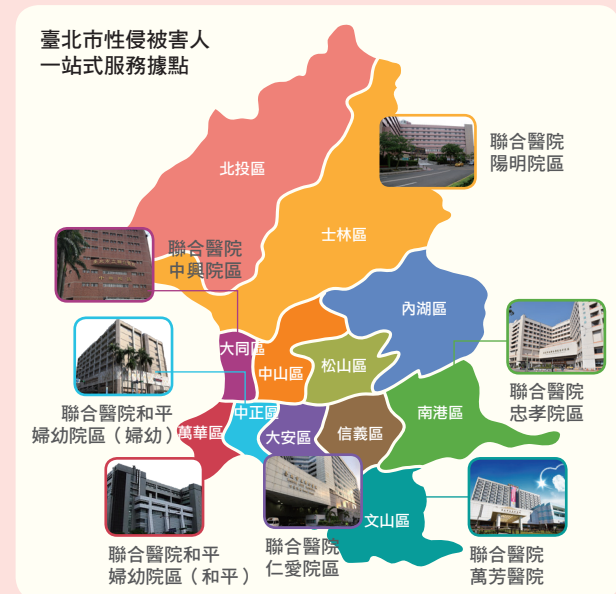 臺北市性侵被害人
一站式服務據點
北投區
聯合醫院
陽明院區
士林區
聯合醫院
中興院區
內湖區
大同區
中山區
松山區
聯合醫院
忠孝院區
聯合醫院和平
婦幼院區（婦幼）
萬華區
中正區
大安區
信義區
南港區
文山區
聯合醫院和平
婦幼院區（和平）
聯合醫院
仁愛院區
聯合醫院
萬芳醫院